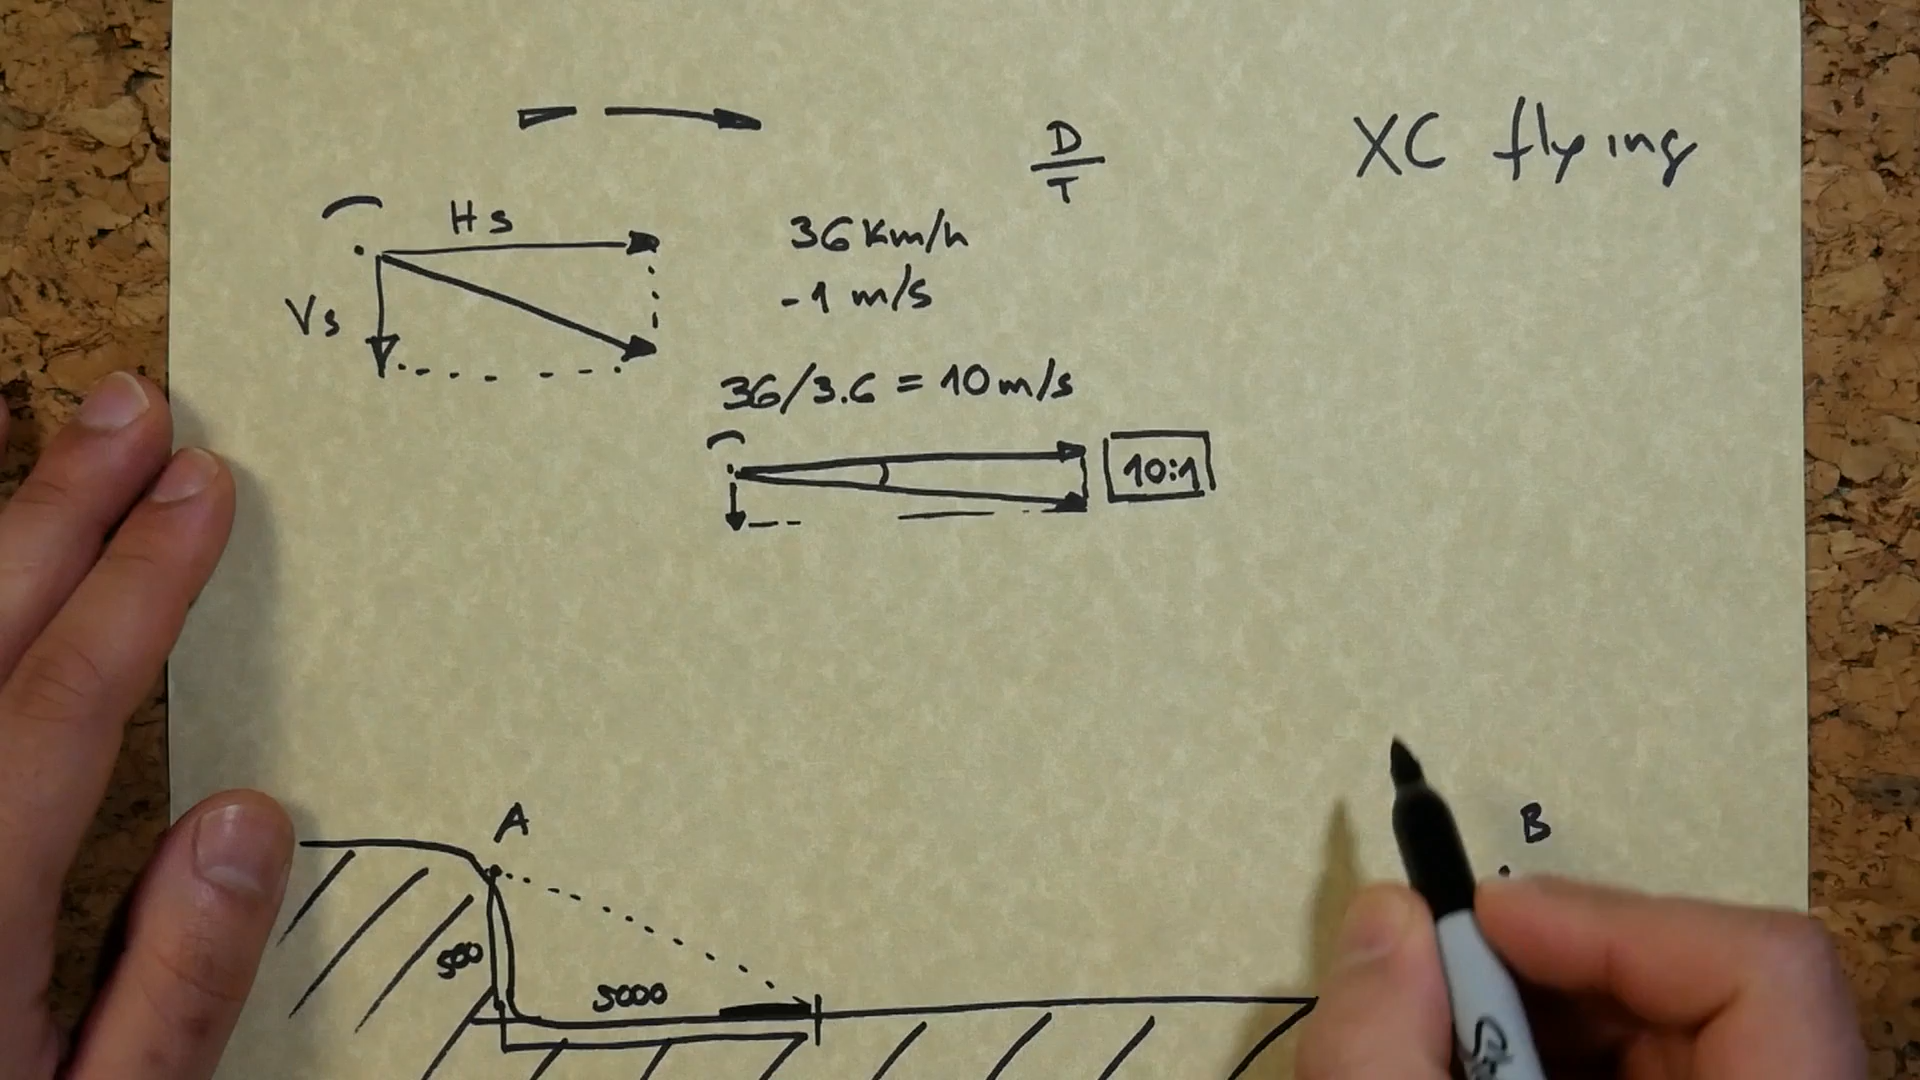 XC flying
D
T
Hs
36 Km/h
Vs
-1 m/s
36/3.6 = 10 m/s
10:1
A
B
500
5000